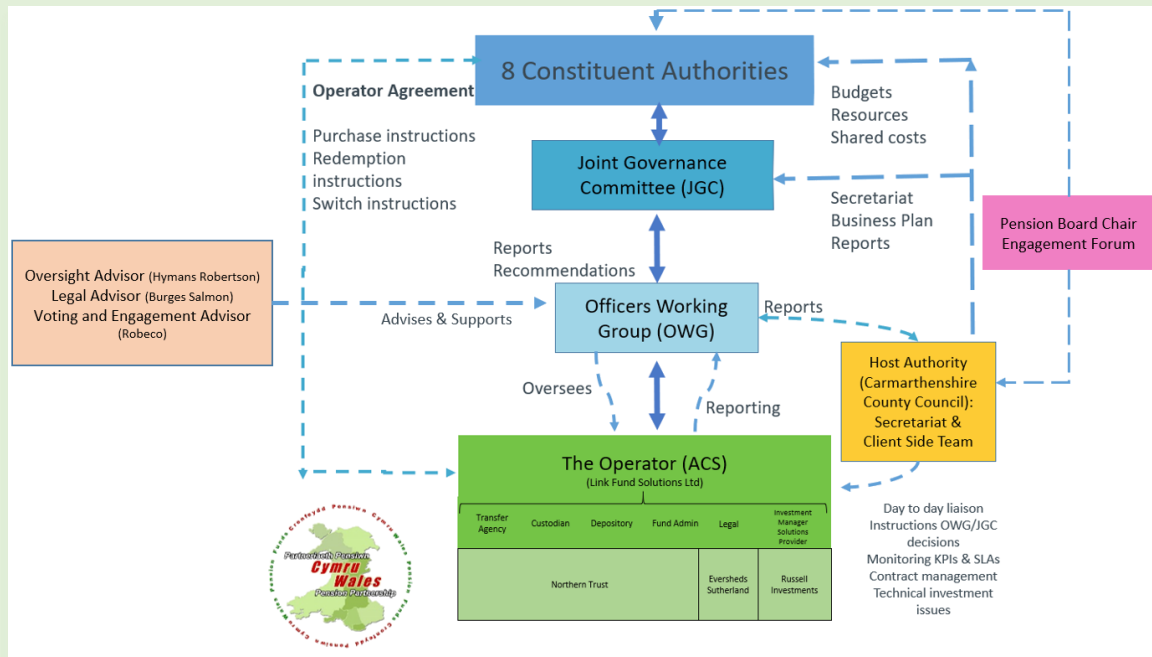 8 Constituent Authorities
Operator Agreement
Purchase instructions
Redemption
instructions
Switch instructions
Budgets
Resources
Shared costs
Joint Governance
Committee (JGC)
Secretariat
Business Plan
Reports
Pension Board Chair
Engagement Forum
Oversight Advisor (Hymans Robertson)
Legal Advisor (Burges Salmon)
Voting and Engagement Advisor
(Robeco)
Advises & Supports
Reports
Recommendations
Officers Working
Group (OWG)
Reports
Host Authority
(Carmarthenshire
County Council):
Secretariat &
Client Side Team
Oversees
Reporting
The Operator (ACS)
(Link Fund Solutions Ltd)
Transfer
Agency
Custodian
Depository
Fund Admin
Legal
Investment
Manager
Solutions
Provider
Northern Trust
Eversheds
Sutherland
Russell
Investments
Day to day liaison
Instructions OWG/JGC
decisions
Monitoring KPIs & SLAs
Contract management
Technical investment
issues
Partneriaeth Pensiwn
Cymru
Wales
Pension Partnership